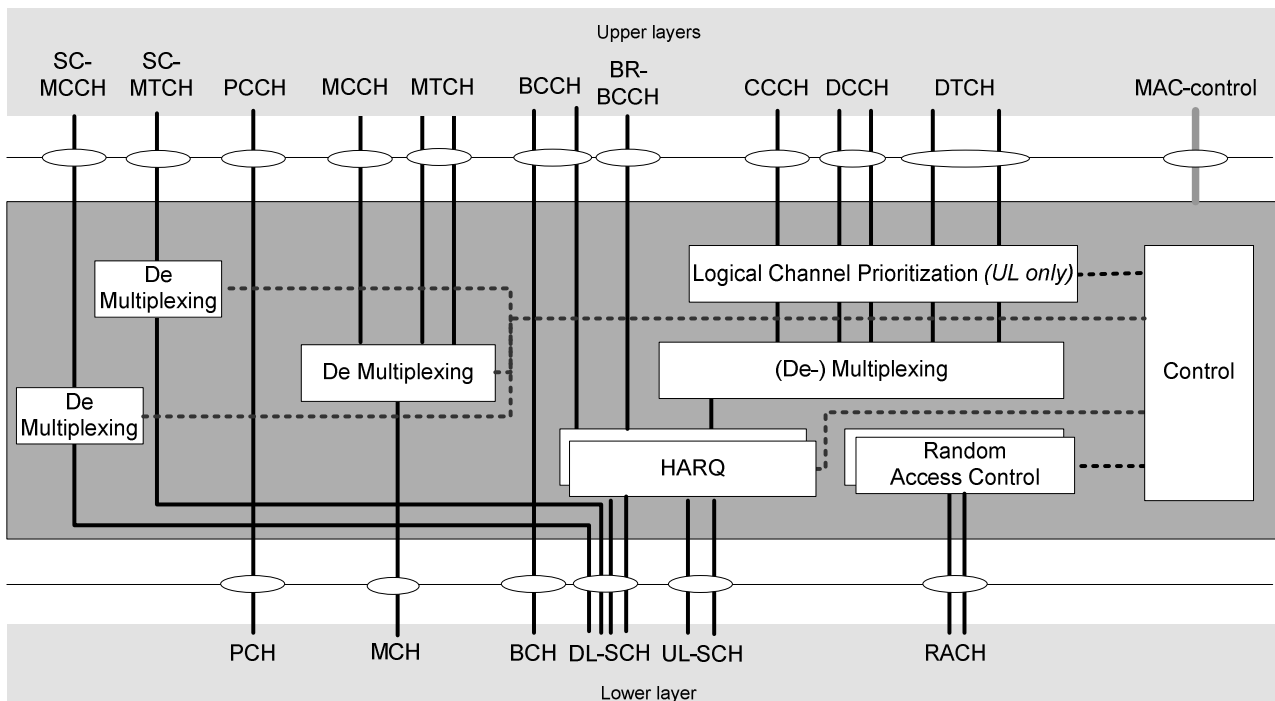 Upper layers
SC-
MCCH
SC-
MTCH
PCCH
MCCH
MTCH
BCCH
BR-
BCCH
CCCH
DCCH
DTCH
MAC-control
De
Multiplexing
Logical Channel Prioritization (UL only)
De Multiplexing
(De-) Multiplexing
Control
De
Multiplexing
HARQ
Random
Access Control
PCH
MCH
BCH
DL-SCH
UL-SCH
RACH
Lower layer